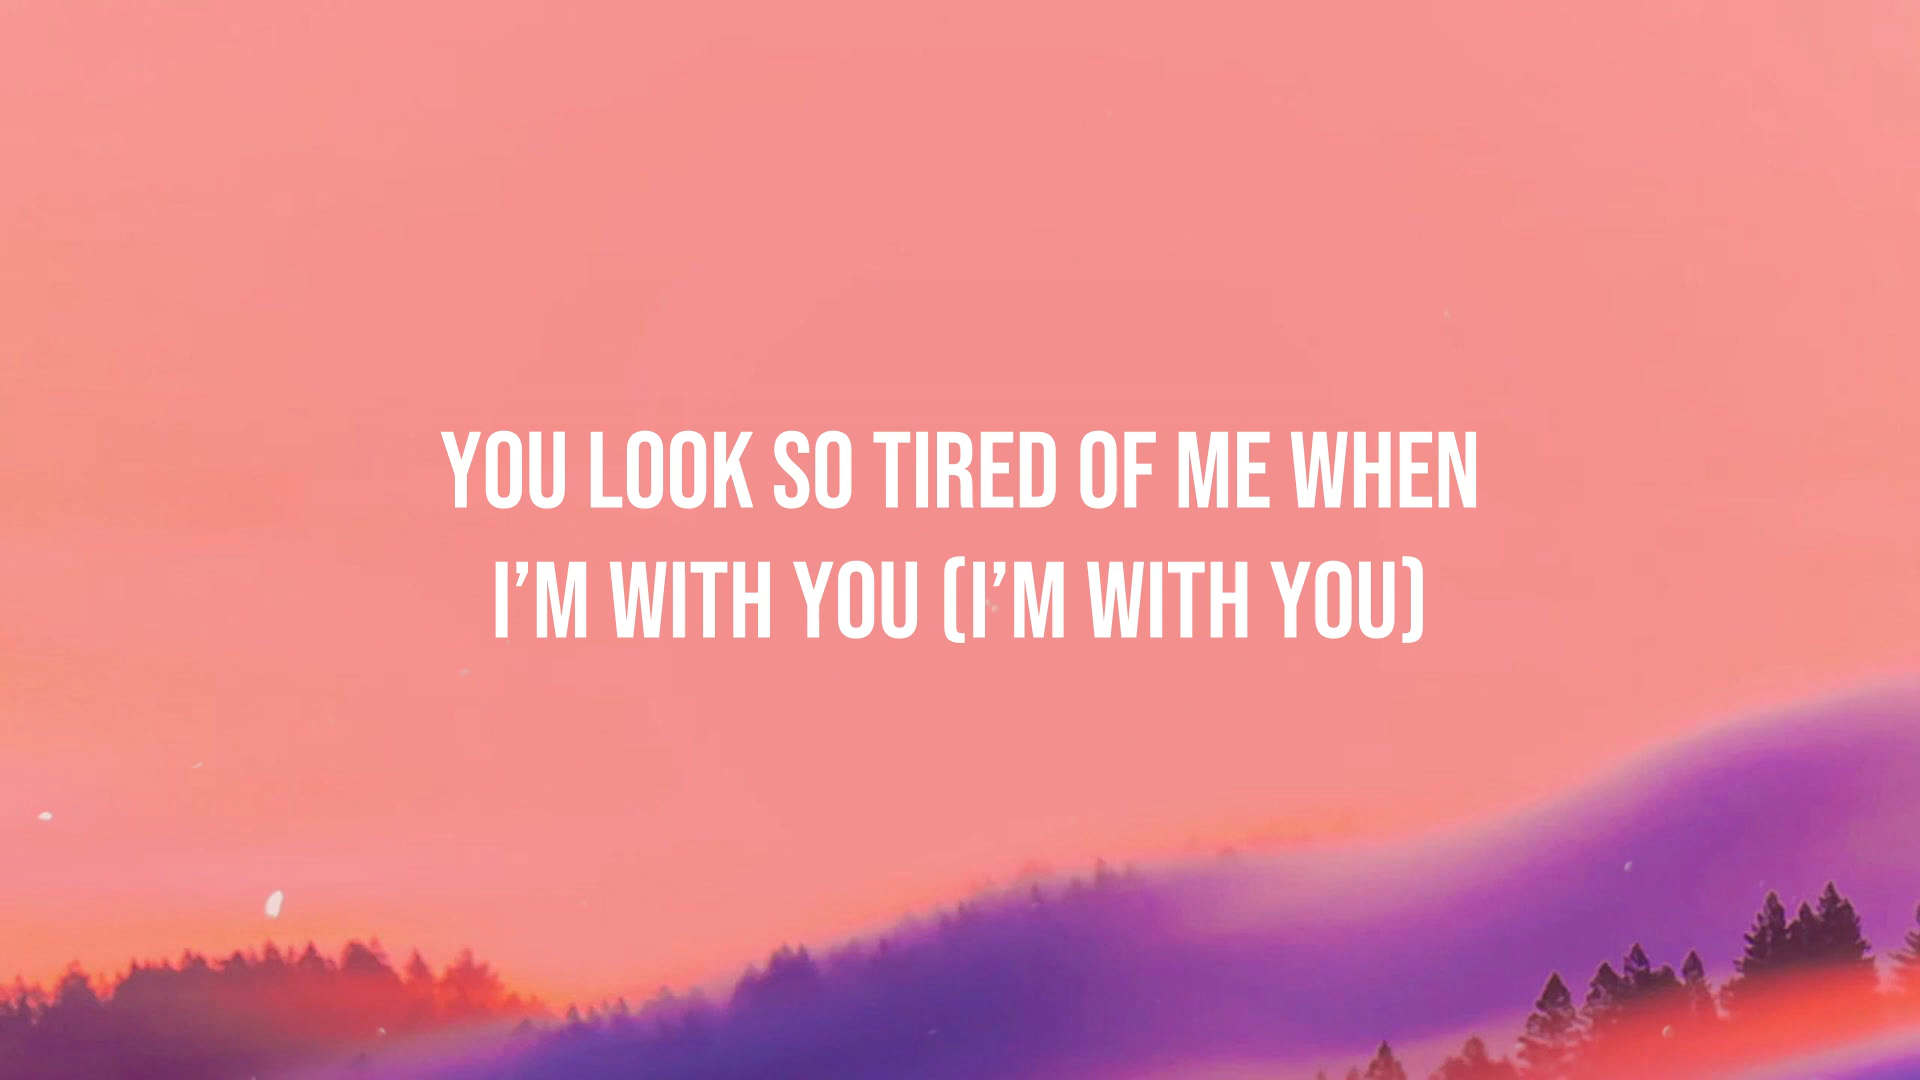 YOU LOOK SO TIRED OF ME WHEN
I’M WITH YOU (I’M WITH YOU)